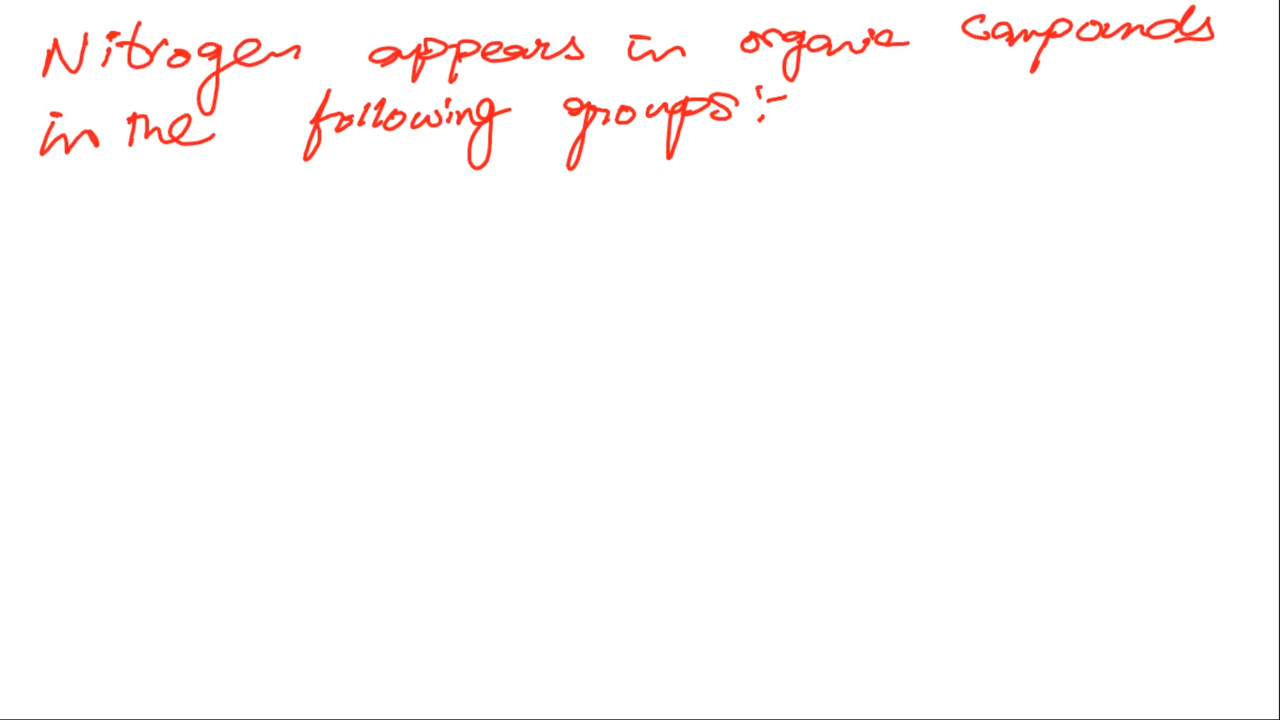 Nitrogen appears in organic compounds
in the following groups:-